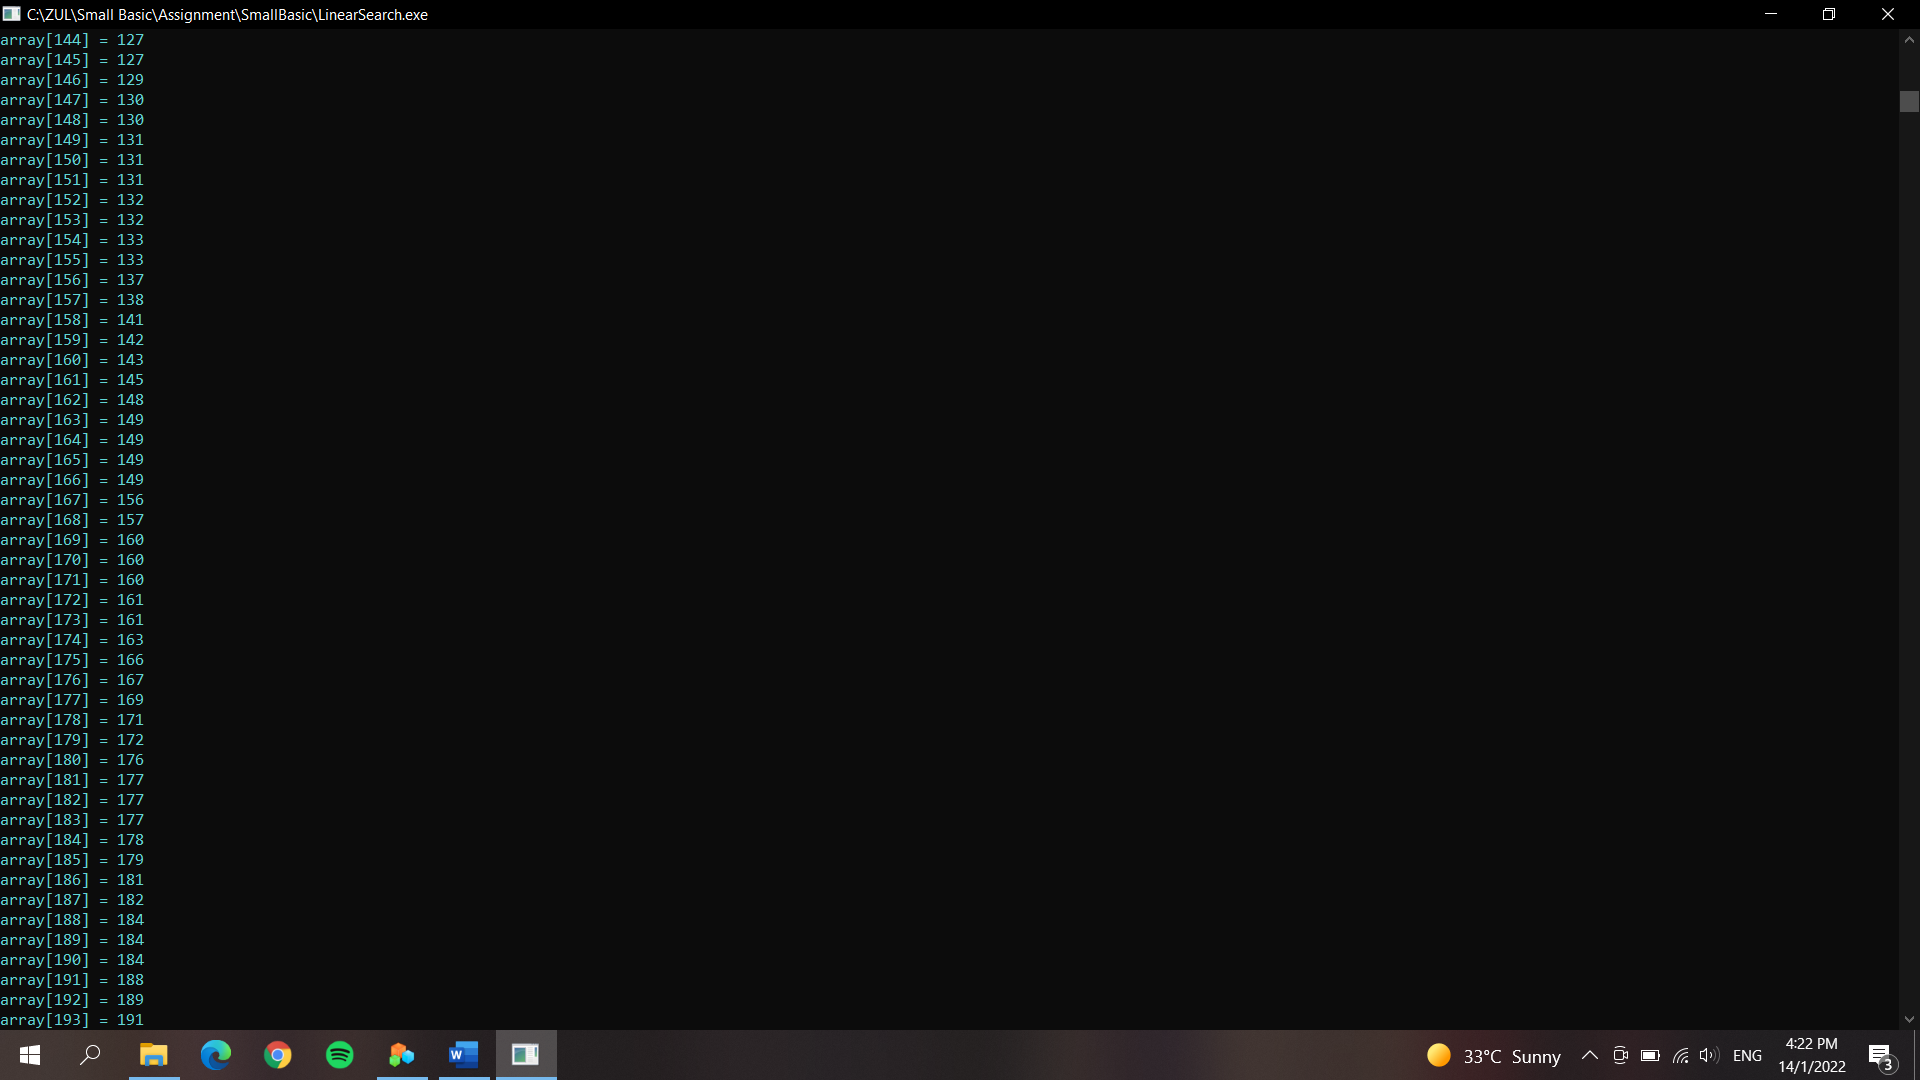 C:\ZUL\Small Basic\Assignment\SmallBasic\LinearSearch.exe
array[144] = 127
array[145] = 127
array[146] = 129
array[147] = 130
array[148] = 130
array[149] = 131
array[150] = 131
array[151] = 131
array[152] = 132
array[153] = 132
array[154] = 133
array[155] = 133
array[156] = 137
array[157] = 138
array[158] = 141
array[159] = 142
array[160] = 143
array[161] = 145
array[162] = 148
array[163] = 149
array[164] = 149
array[165] = 149
array[166] = 149
array[167] = 156
array[168] = 157
array[169] = 160
array[170] = 160
array[171] = 160
array[172] = 161
array[173] = 161
array[174] = 163
array[175] = 166
array[176] = 167
array[177] = 169
array[178] = 171
array[179] = 172
array[180] = 176
array[181] = 177
array[182] = 177
array[183] = 177
array[184] = 178
array[185] = 179
array[186] = 181
array[187] = 182
array[188] = 184
array[189] = 184
array[190] = 184
array[191] = 188
array[192] = 189
array[193] = 191
W
33°C Sunny
ENG
4:22 PM
14/1/2022
3